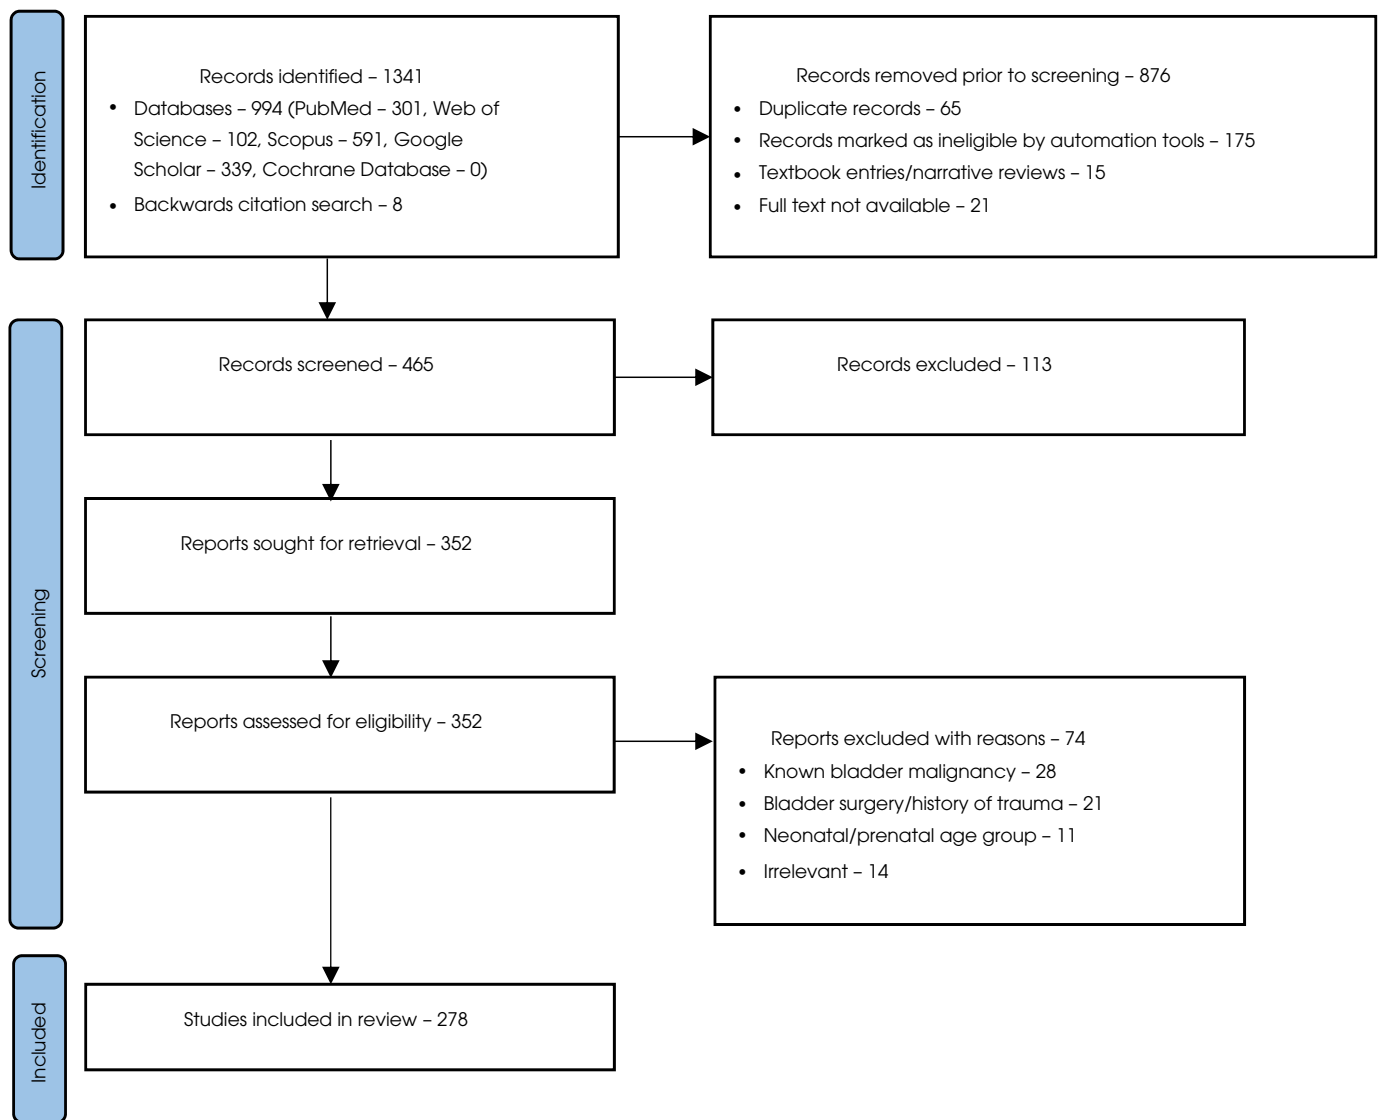 Identification
Records identified – 1341
• Databases – 994 (PubMed – 301, Web of
Science – 102, Scopus – 591, Google
Scholar – 339, Cochrane Database – 0)
• Backwards citation search – 8
Records removed prior to screening – 876
• Duplicate records – 65
• Records marked as ineligible by automation tools – 175
• Textbook entries/narrative reviews – 15
• Full text not available – 21
Screening
Records screened – 465
Records excluded – 113
Reports sought for retrieval – 352
Reports assessed for eligibility – 352
Reports excluded with reasons – 74
• Known bladder malignancy – 28
• Bladder surgery/history of trauma – 21
• Neonatal/prenatal age group – 11
• Irrelevant – 14
Included
Studies included in review – 278